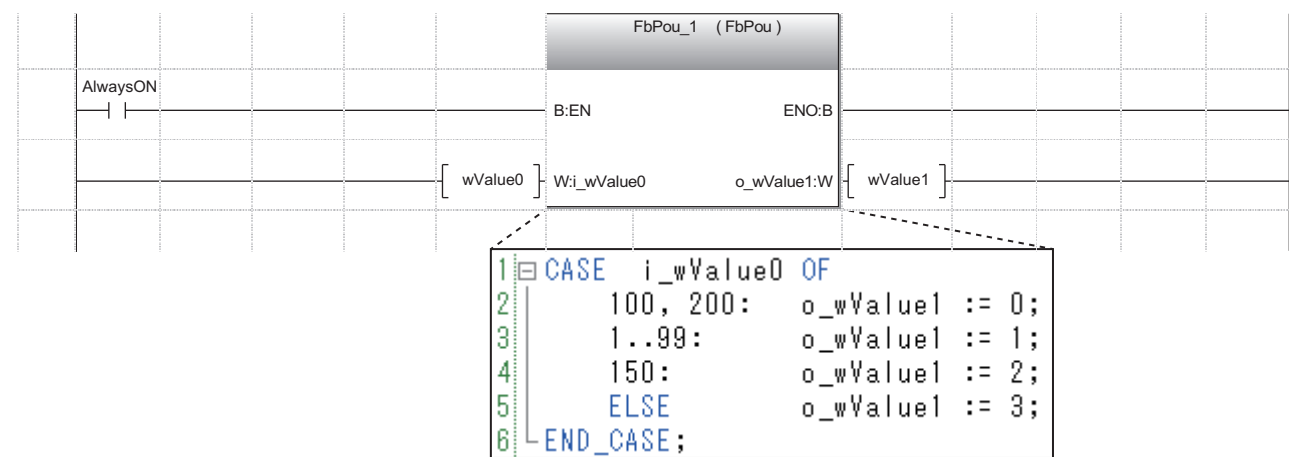 FbPou_1 (FbPou)
AlwaysON
B:EN ENO:B
wValue0 W:i_wValue0 o_wValue1:W wValue1
1 CASE i_wValue0 OF
2 100, 200: o_wValue1 := 0;
3 1..99: o_wValue1 := 1;
4 150: o_wValue1 := 2;
5 ELSE o_wValue1 := 3;
6 END_CASE;